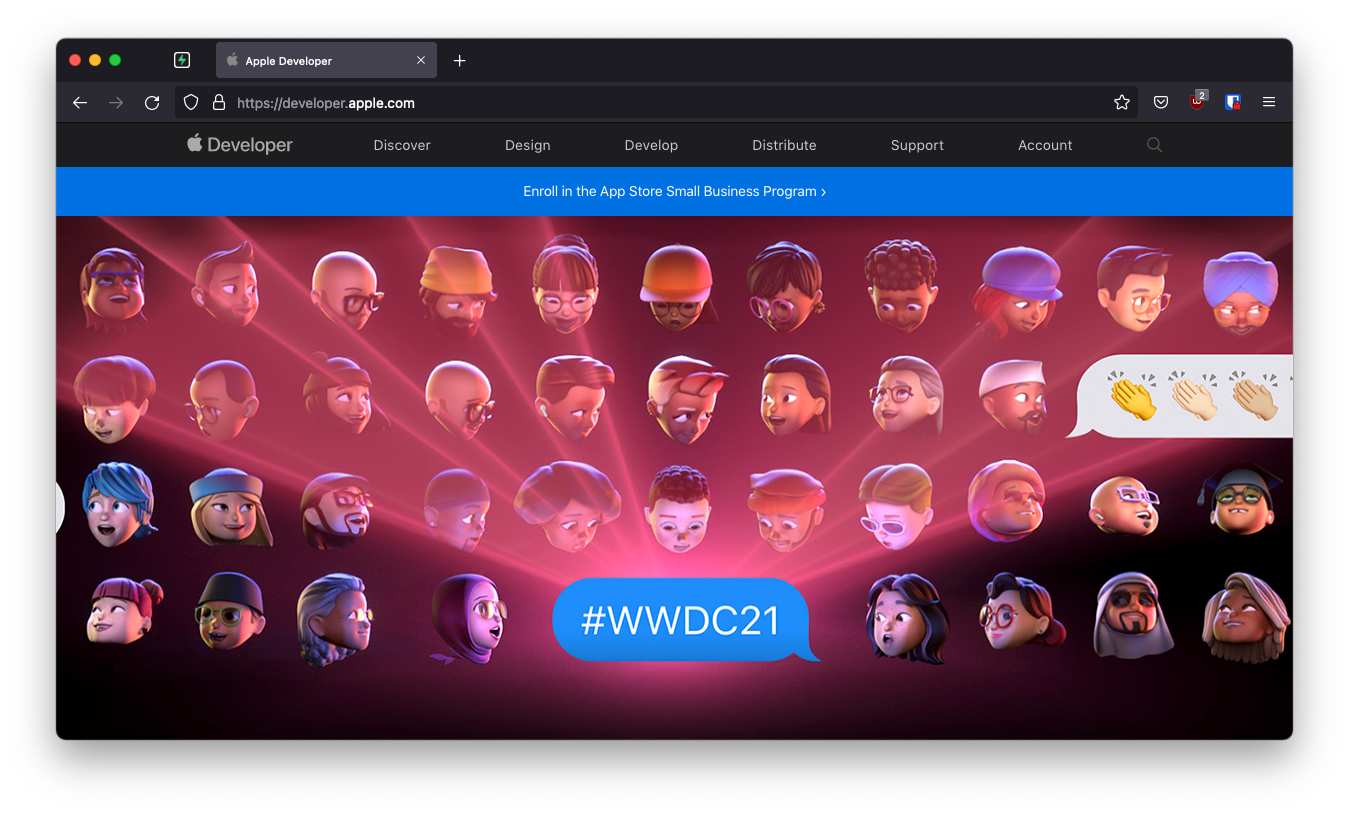 Apple Developer
https://developer.apple.com
2
Developer
Discover
Design
Develop
Distribute
Support
Account
Enroll in the App Store Small Business Program ›
#WWDC21